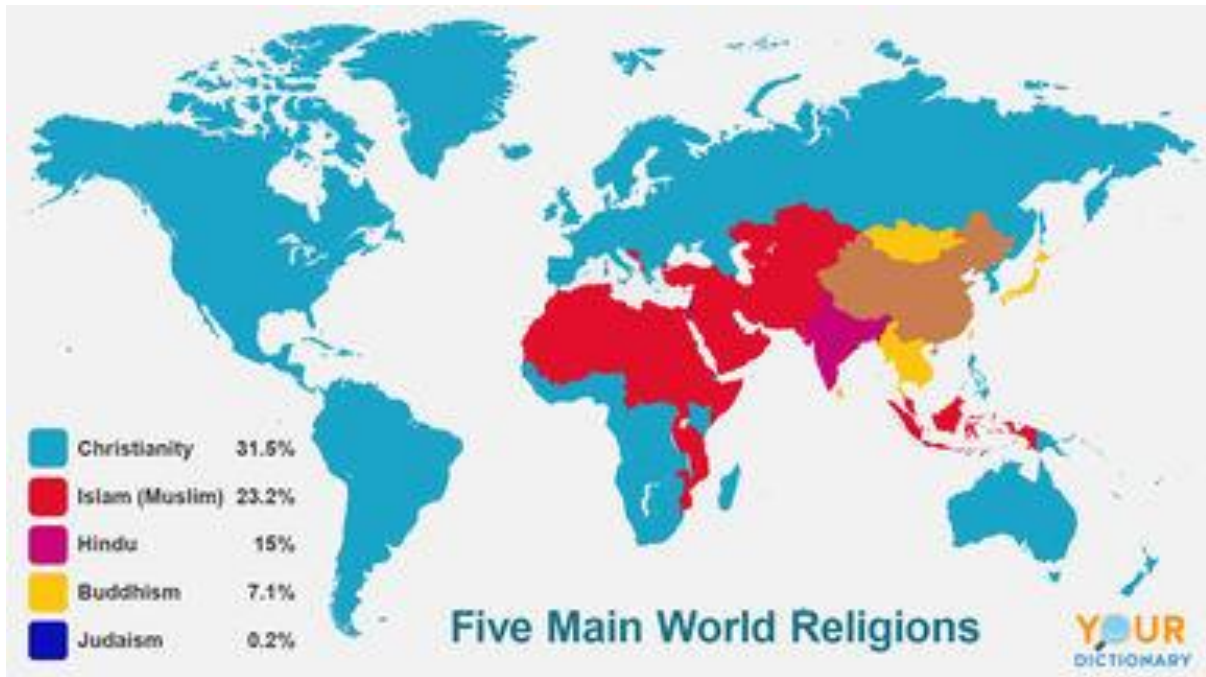 Christianity 31.5%
Islam (Muslim) 23.2%
Hindu 15%
Buddhism 7.1%
Judaism 0.2%
Five Main World Religions
YOUR
DICTIONARY